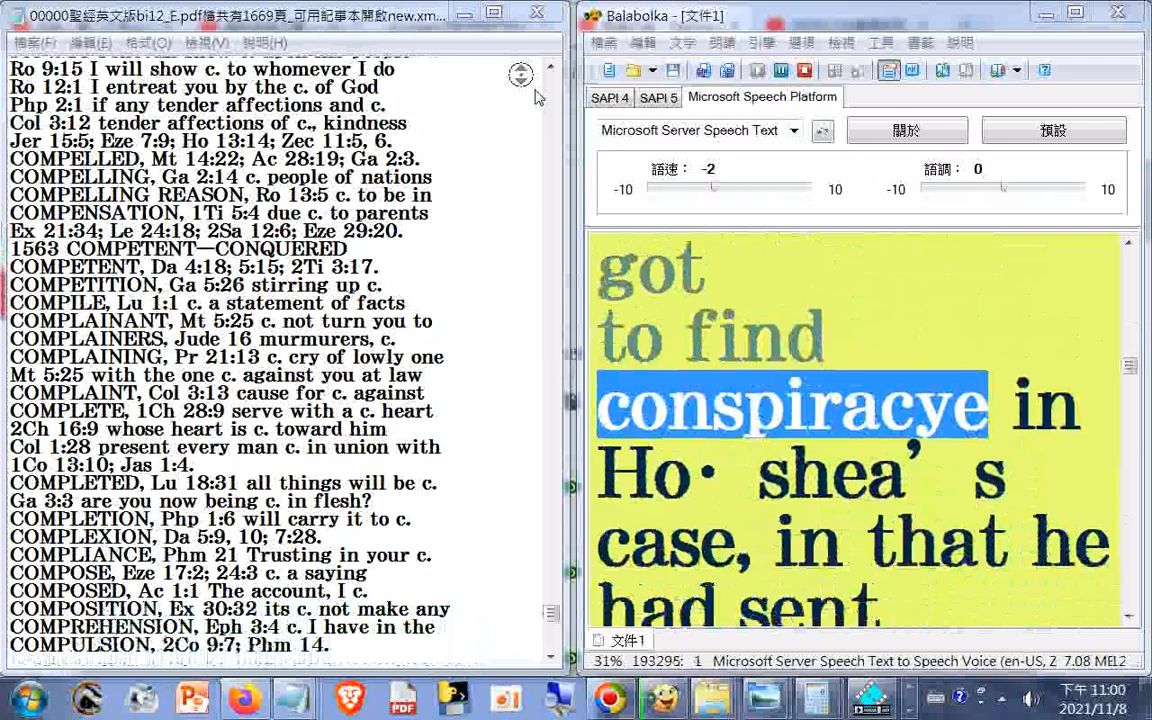 00000聖經英文版bi12_E.pdf檔共有1669頁_可用記事本開啟new.xm...
檔案(F) 編輯(E) 格式(O) 檢視(V) 說明(H)
Ro 9:15 I will show c. to whomever I do
Ro 12:1 I entreat you by the c. of God
Php 2:1 if any tender affections and c.
Col 3:12 tender affections of c., kindness
Jer 15:5; Eze 7:9; Ho 13:14; Zec 11:5, 6.
COMPELLED, Mt 14:22; Ac 28:19; Ga 2:3.
COMPELLING, Ga 2:14 c. people of nations
COMPELLING REASON, Ro 13:5 c. to be in
COMPENSATION, 1Ti 5:4 due c. to parents
Ex 21:34; Le 24:18; 2Sa 12:6; Eze 29:20.
1563 COMPETENT—CONQUERED
COMPETENT, Da 4:18; 5:15; 2Ti 3:17.
COMPETITION, Ga 5:26 stirring up c.
COMPILE, Lu 1:1 c. a statement of facts
COMPLAINANT, Mt 5:25 c. not turn you to
COMPLAINERS, Jude 16 murmurers, c.
COMPLAINING, Pr 21:13 c. cry of lowly one
Mt 5:25 with the one c. against you at law
COMPLAINT, Col 3:13 cause for c. against
COMPLETE, 1Ch 28:9 serve with a c. heart
2Ch 16:9 whose heart is c. toward him
Col 1:28 present every man c. in union with
1Co 13:10; Jas 1:4.
COMPLETED, Lu 18:31 all things will be c.
Ga 3:3 are you now being c. in flesh?
COMPLETION, Php 1:6 will carry it to c.
COMPLEXION, Da 5:9, 10; 7:28.
COMPLIANCE, Phm 21 Trusting in your c.
COMPOSE, Eze 17:2; 24:3 c. a saying
COMPOSED, Ac 1:1 The account, I c.
COMPOSITION, Ex 30:32 its c. not make any
COMPREHENSION, Eph 3:4 c. I have in the
COMPULSION, 2Co 9:7; Phm 14.
Balabolka - [文件1]
檔案 編輯 文字 朗讀 引擎 選項 檢視 工具 書籤 說明
SAPI 4 SAPI 5 Microsoft Speech Platform
Microsoft Server Speech Text 關於 預設
語速： -2 語調： 0
-10 10 -10 10
got
to find
conspiracye in
Ho· shea’ s
case, in that he
had sent
文件1
31% 193295: 1 Microsoft Server Speech Text to Speech Voice (en-US, Z 7.08 ME12
PDF
下午 11:00
2021/11/8